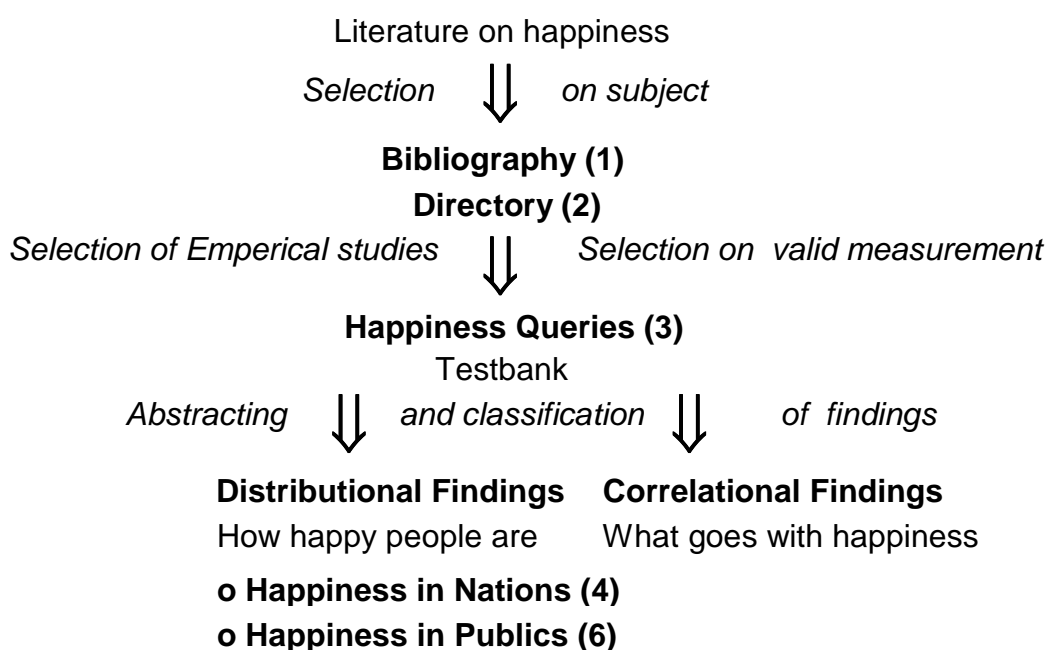 Literature on happiness
Selection on subject
Bibliography (1)
Directory (2)
Selection of Emperical studies Selection on valid measurement
Happiness Queries (3)
Testbank
Abstracting and classification of findings
Distributional Findings Correlational Findings
How happy people are What goes with happiness
o Happiness in Nations (4)
o Happiness in Publics (6)